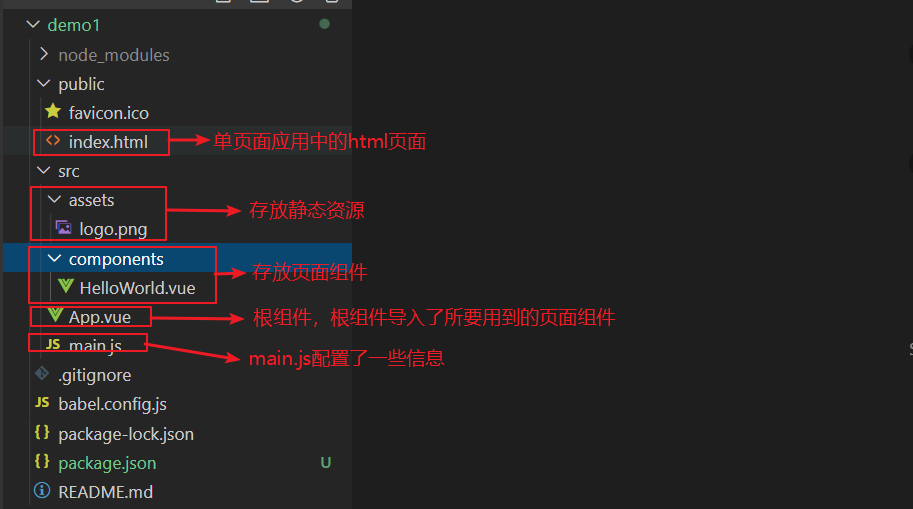 demo1
node_modules
public
favicon.ico
index.html
单页面应用中的html页面
src
assets
存放静态资源
logo.png
components
存放页面组件
HelloWorld.vue
App.vue
根组件，根组件导入了所要用到的页面组件
JS main.js
main.js配置了一些信息
.gitignore
JS babel.config.js
{} package-lock.json
{} package.json U
README.md